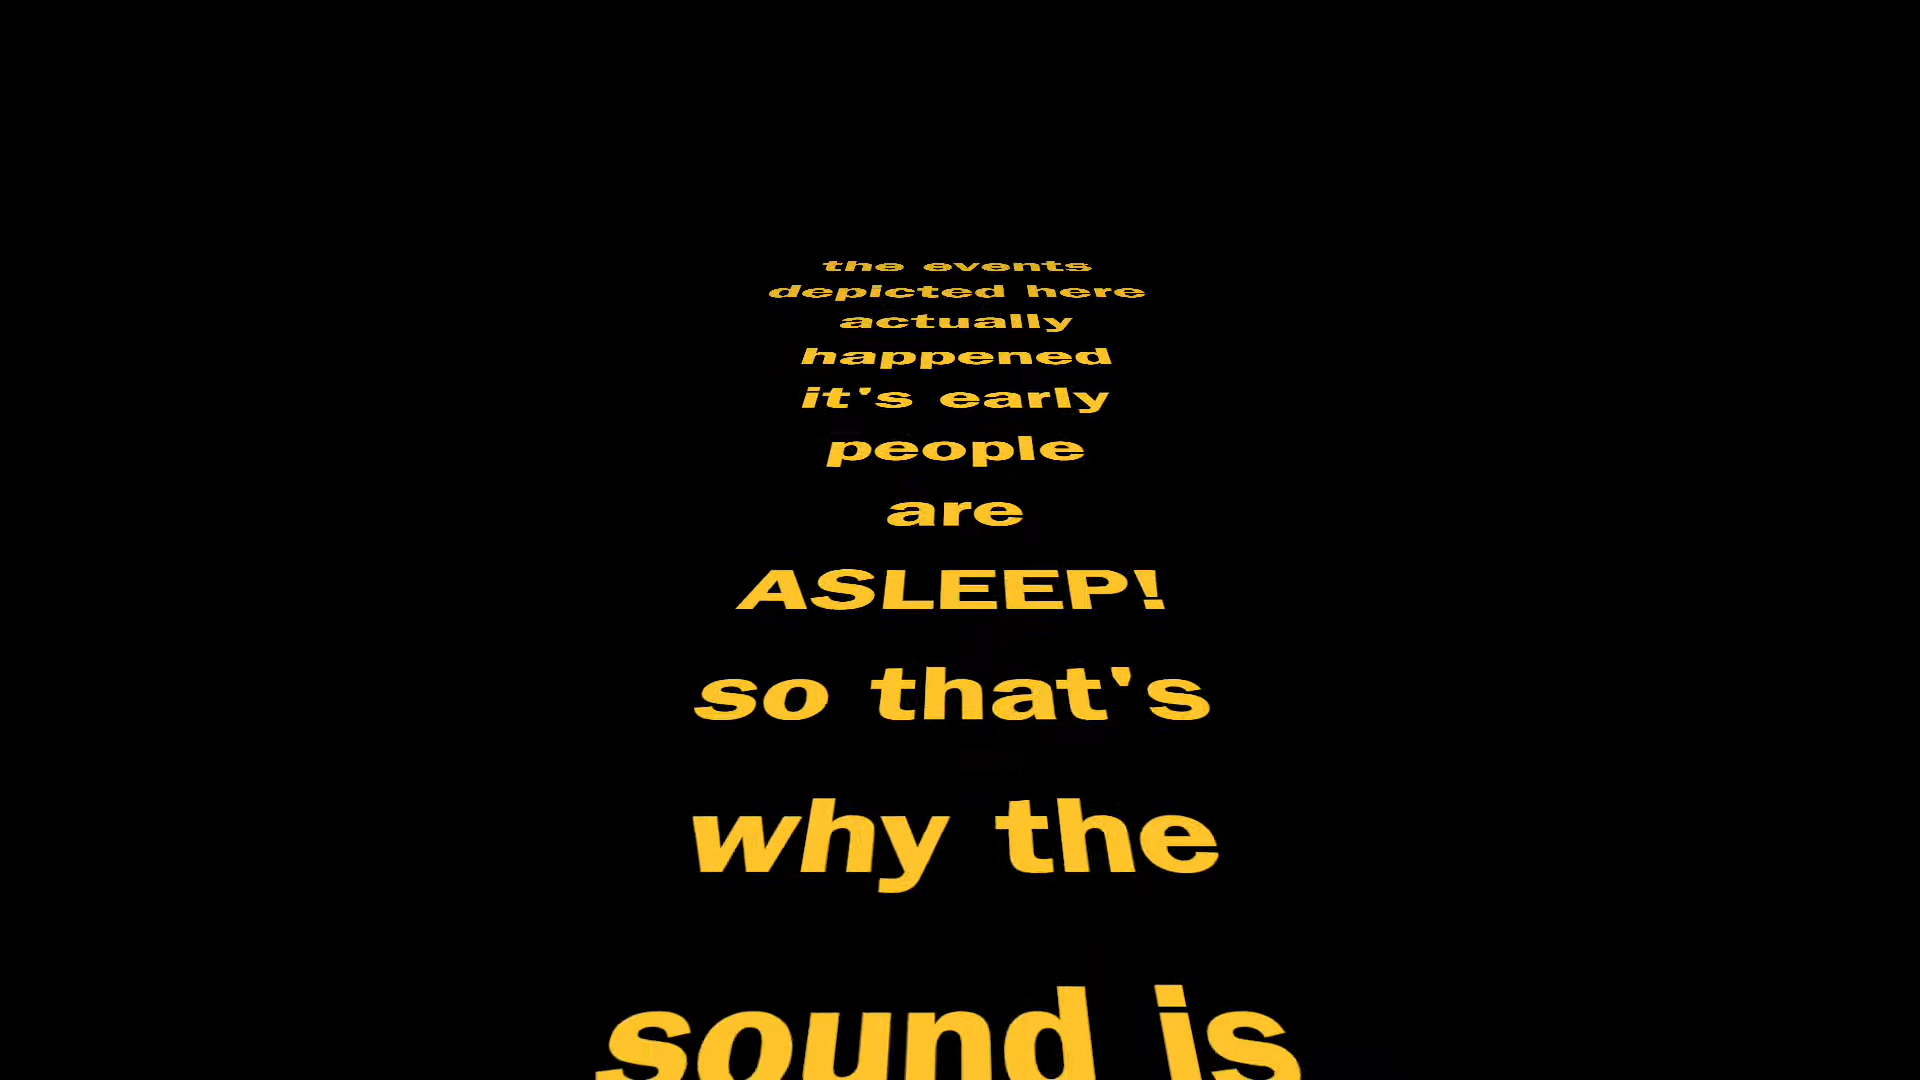 the events
depicted here
actually
happened
it's early
people
are
ASLEEP!
so that's
why the
sound is